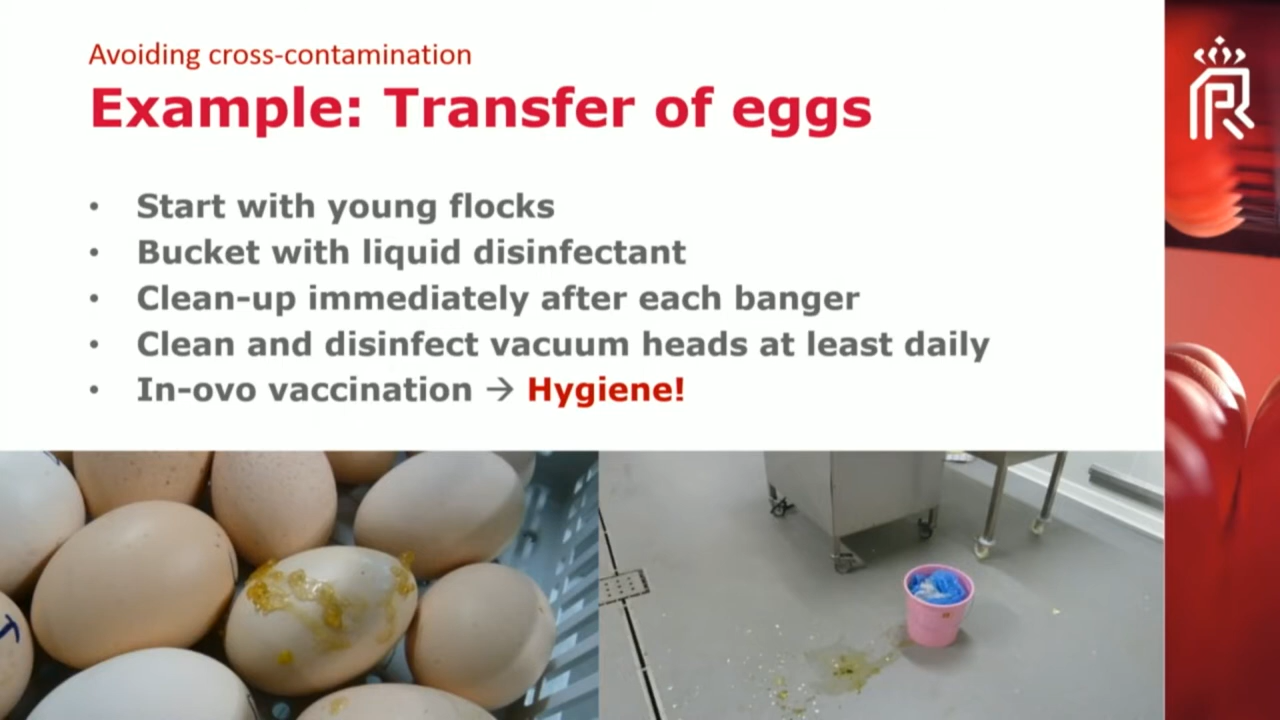 Avoiding cross-contamination
Example: Transfer of eggs
• Start with young flocks
• Bucket with liquid disinfectant
• Clean-up immediately after each banger
• Clean and disinfect vacuum heads at least daily
• In-ovo vaccination → Hygiene!